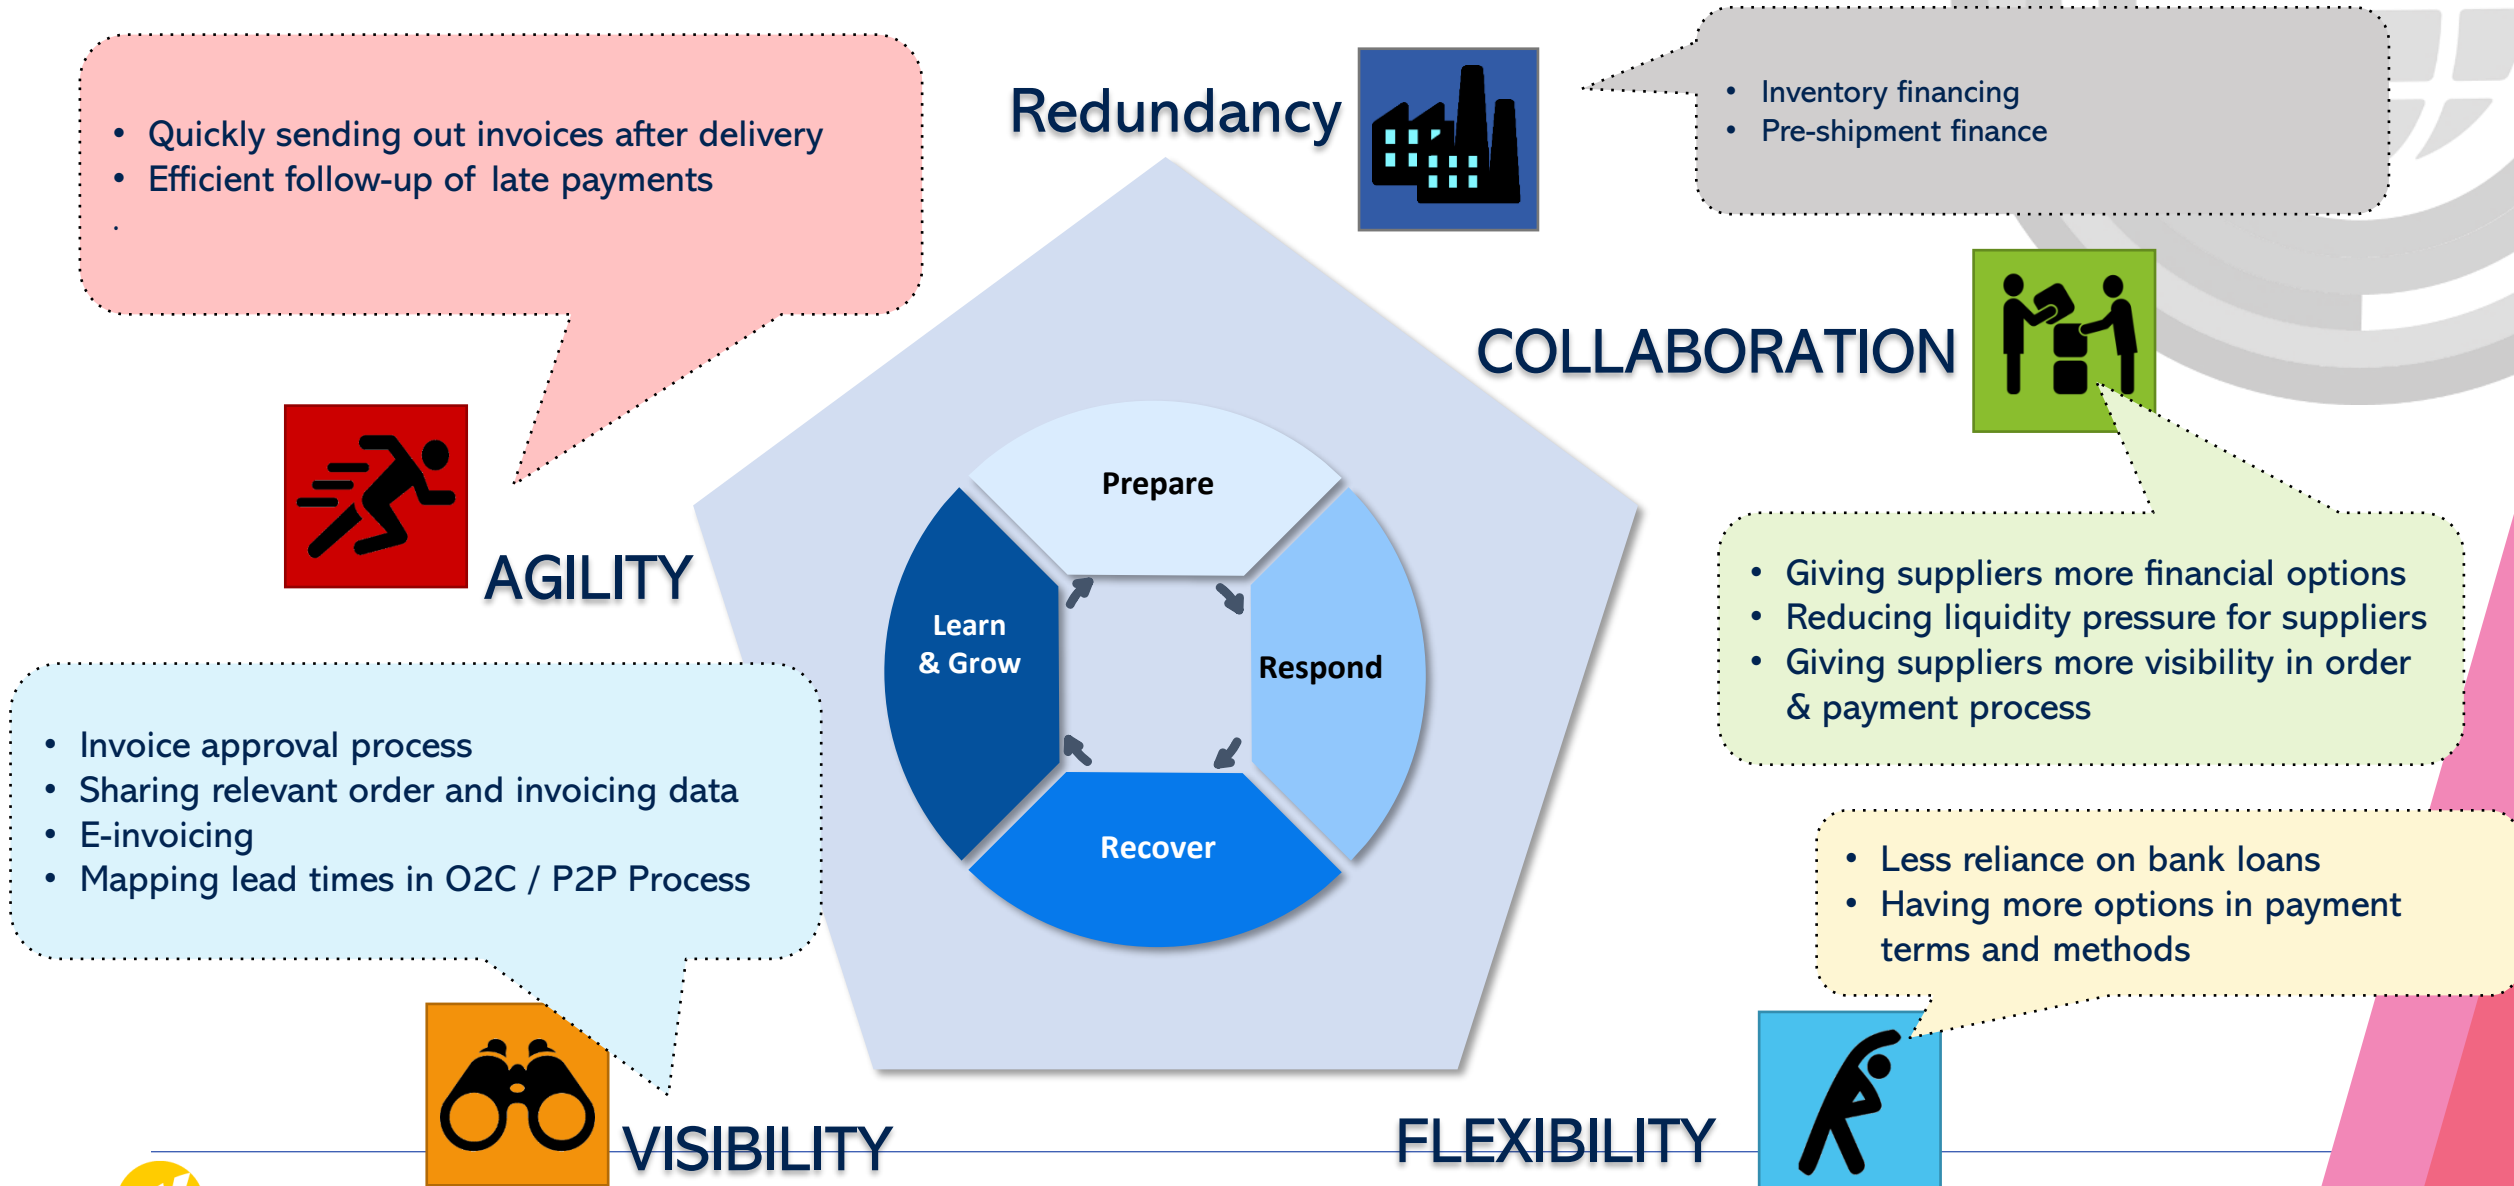 Redundancy
• Inventory financing
• Pre-shipment finance
• Quickly sending out invoices after delivery
• Efficient follow-up of late payments
•
COLLABORATION
• Giving suppliers more financial options
• Reducing liquidity pressure for suppliers
• Giving suppliers more visibility in order
& payment process
AGILITY
Prepare
Respond
Recover
Learn
& Grow
• Invoice approval process
• Sharing relevant order and invoicing data
• E-invoicing
• Mapping lead times in O2C / P2P Process
• Less reliance on bank loans
• Having more options in payment
terms and methods
VISIBILITY
FLEXIBILITY